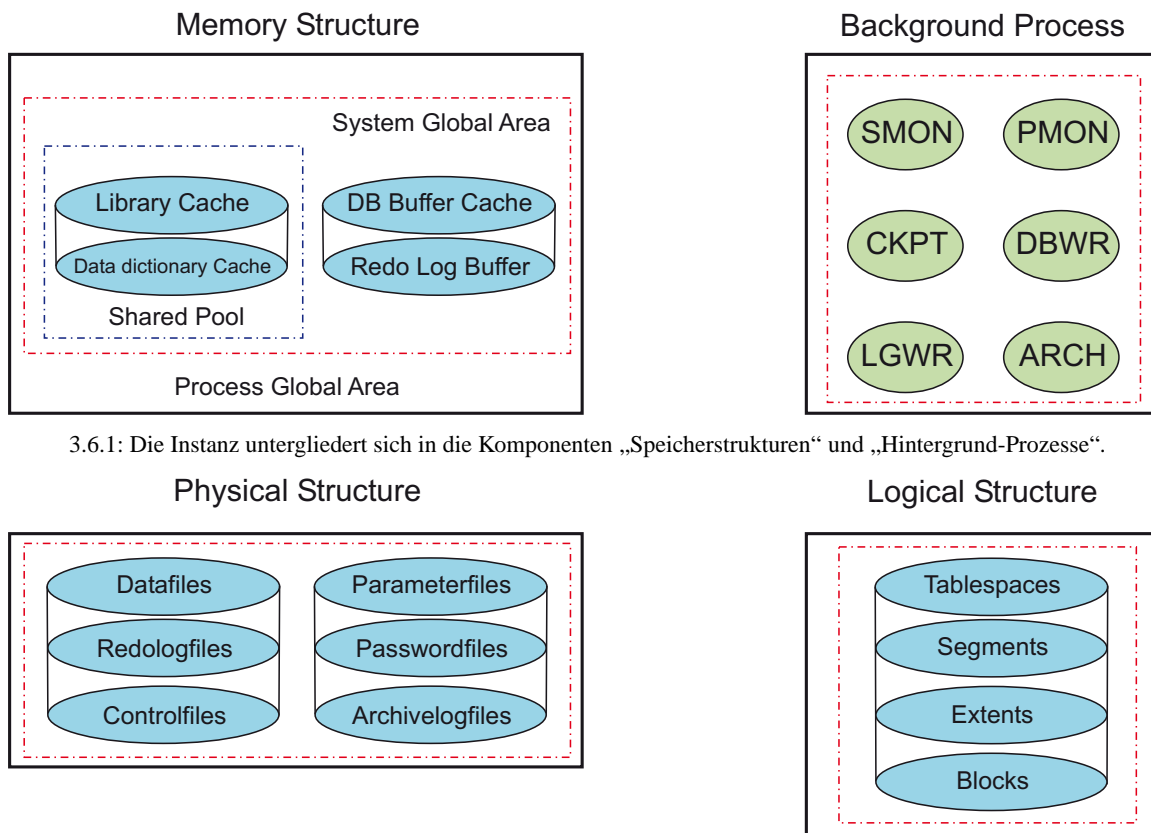 Memory Structure
Background Process
System Global Area
Library Cache
Data dictionary Cache
Shared Pool
DB Buffer Cache
Redo Log Buffer
Process Global Area
SMON
PMON
CKPT
DBWR
LGWR
ARCH
3.6.1: Die Instanz untergliedert sich in die Komponenten „Speicherstrukturen“ und „Hintergrund-Prozesse“.
Physical Structure
Logical Structure
Datafiles
Redologfiles
Controlfiles
Parameterfiles
Passwordfiles
Archivelogfiles
Tablespaces
Segments
Extents
Blocks